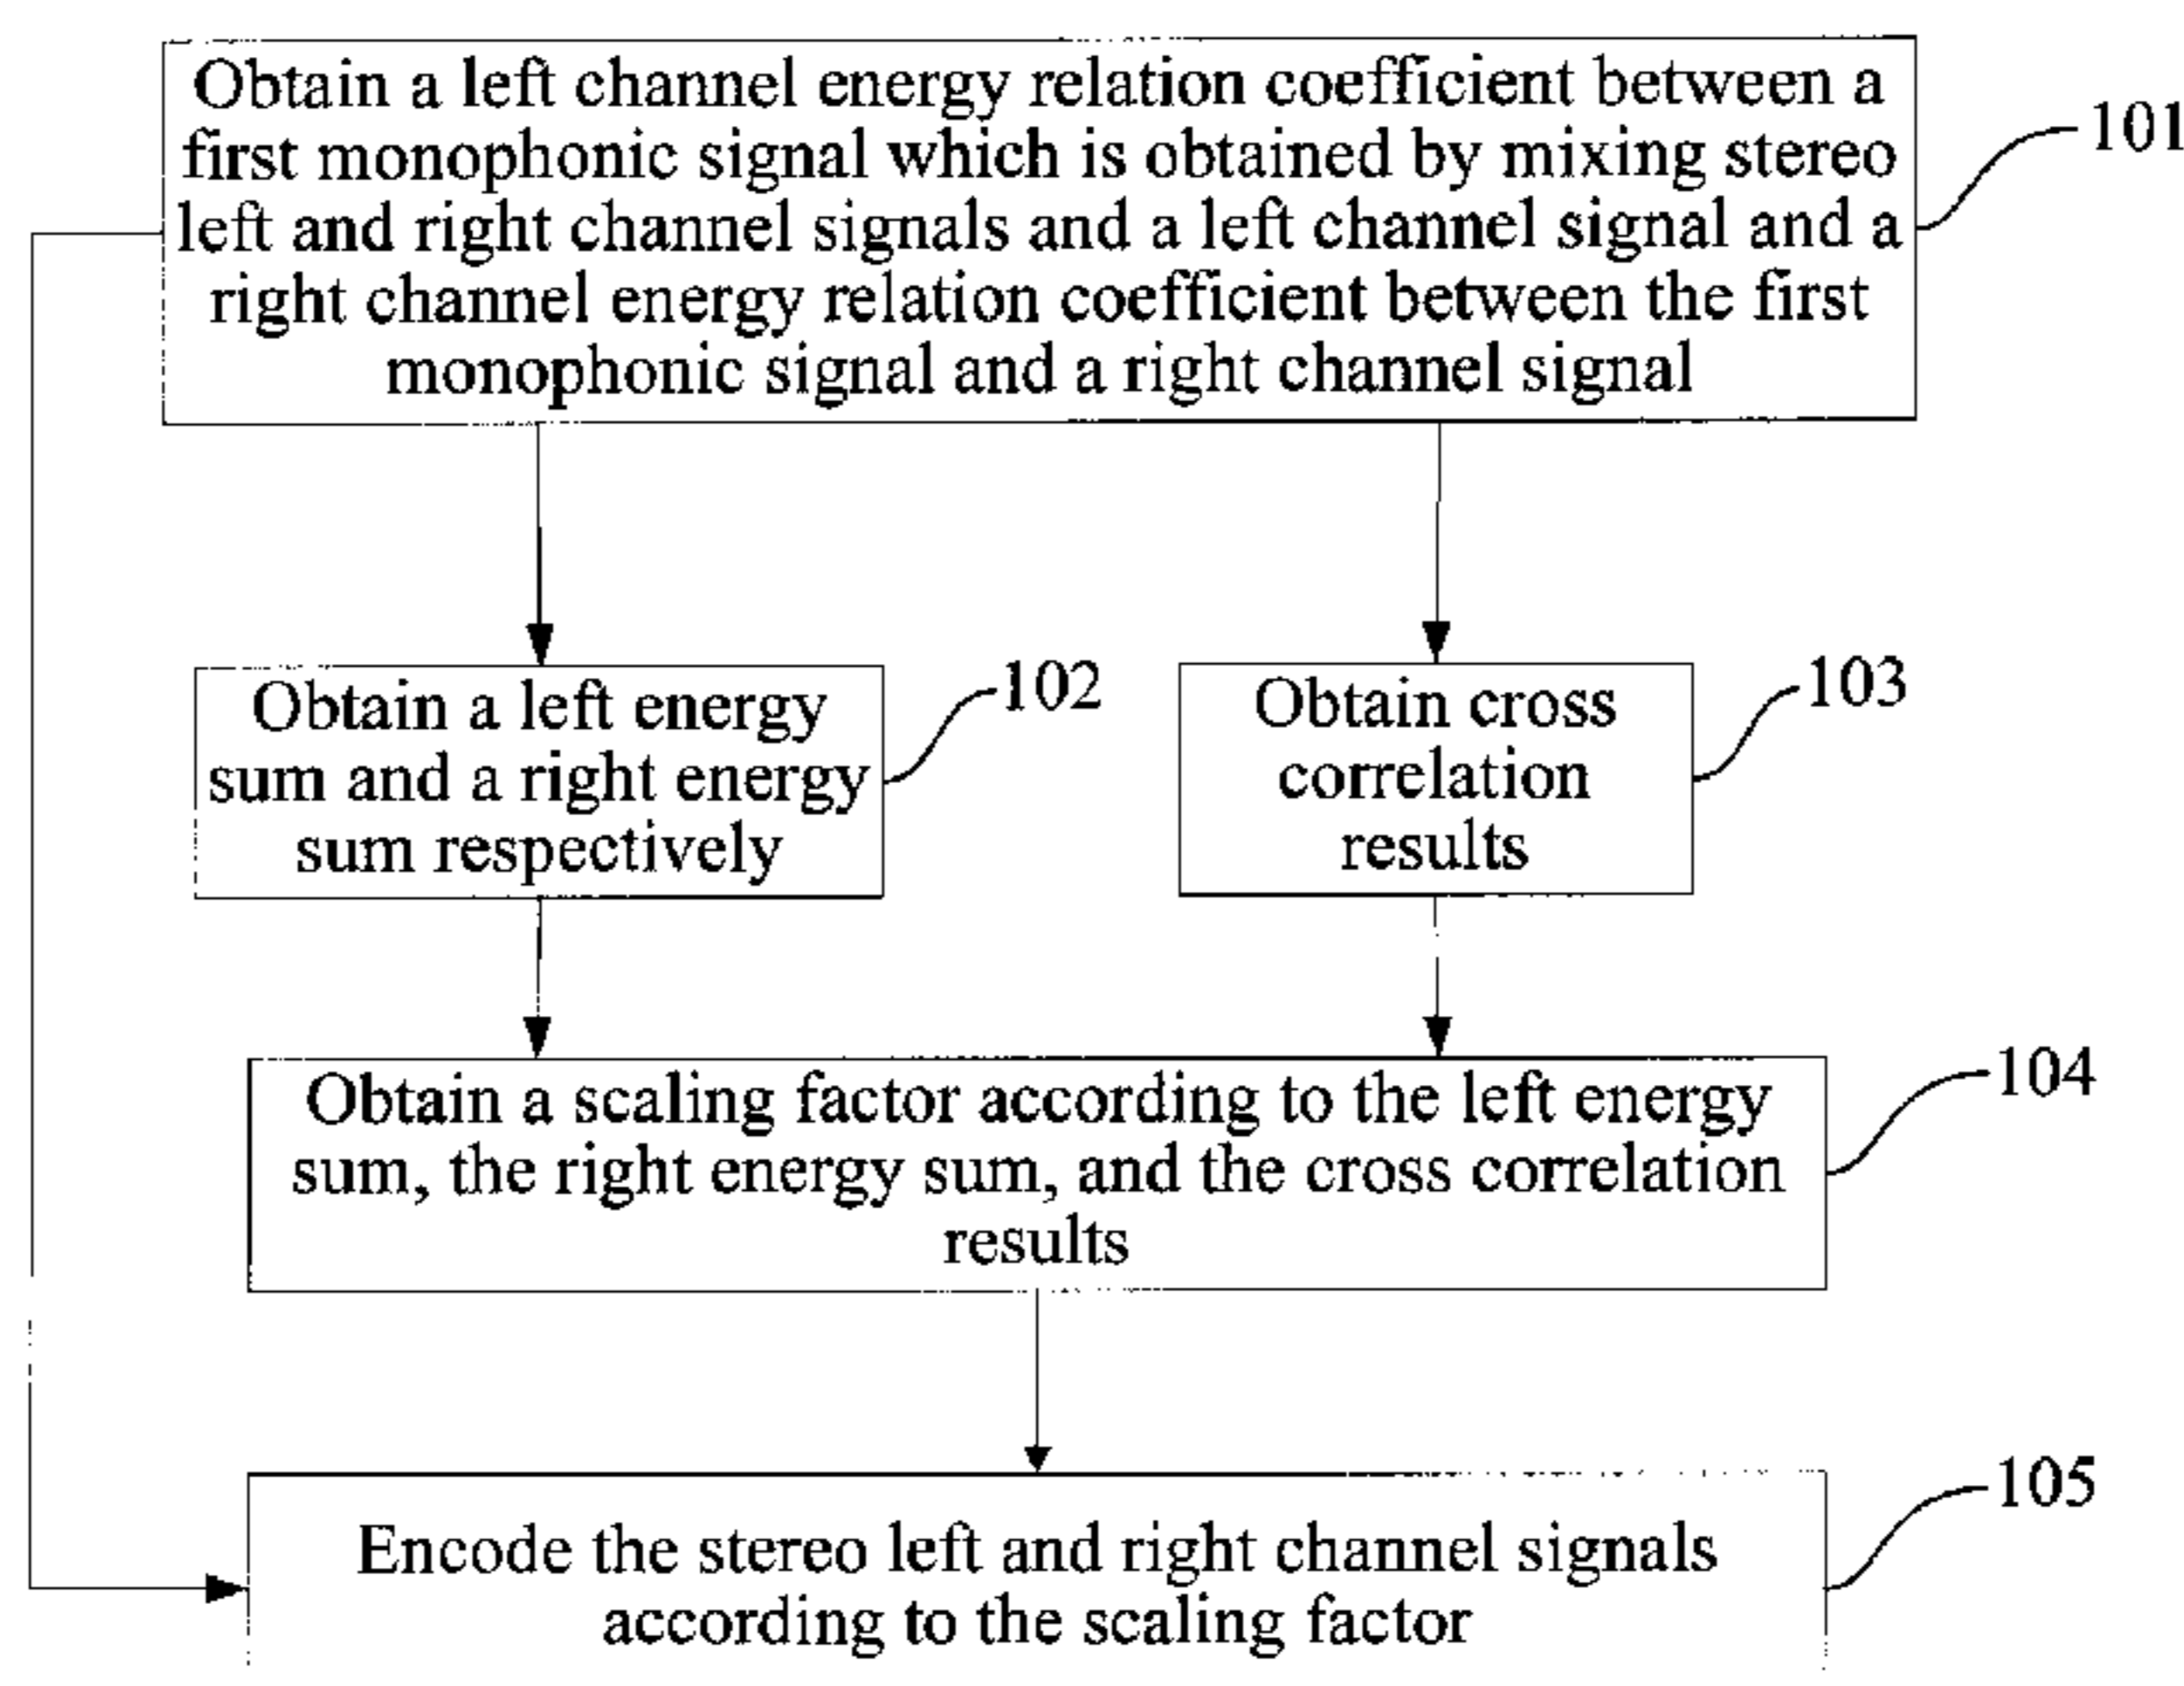 Obtain a left channel energy relation coefficient between a
first monophonic signal which is obtained by mixing stereo
left and right channel signals and a left channel signal and a
right channel energy relation coefficient between the first
monophonic signal and a right channel signal
101
Obtain a left energy
sum and a right energy
sum respectively
102
Obtain cross
correlation
results
103
Obtain a scaling factor according to the left energy
sum, the right energy sum, and the cross correlation
results
104
Encode the stereo left and right channel signals
according to the scaling factor
105